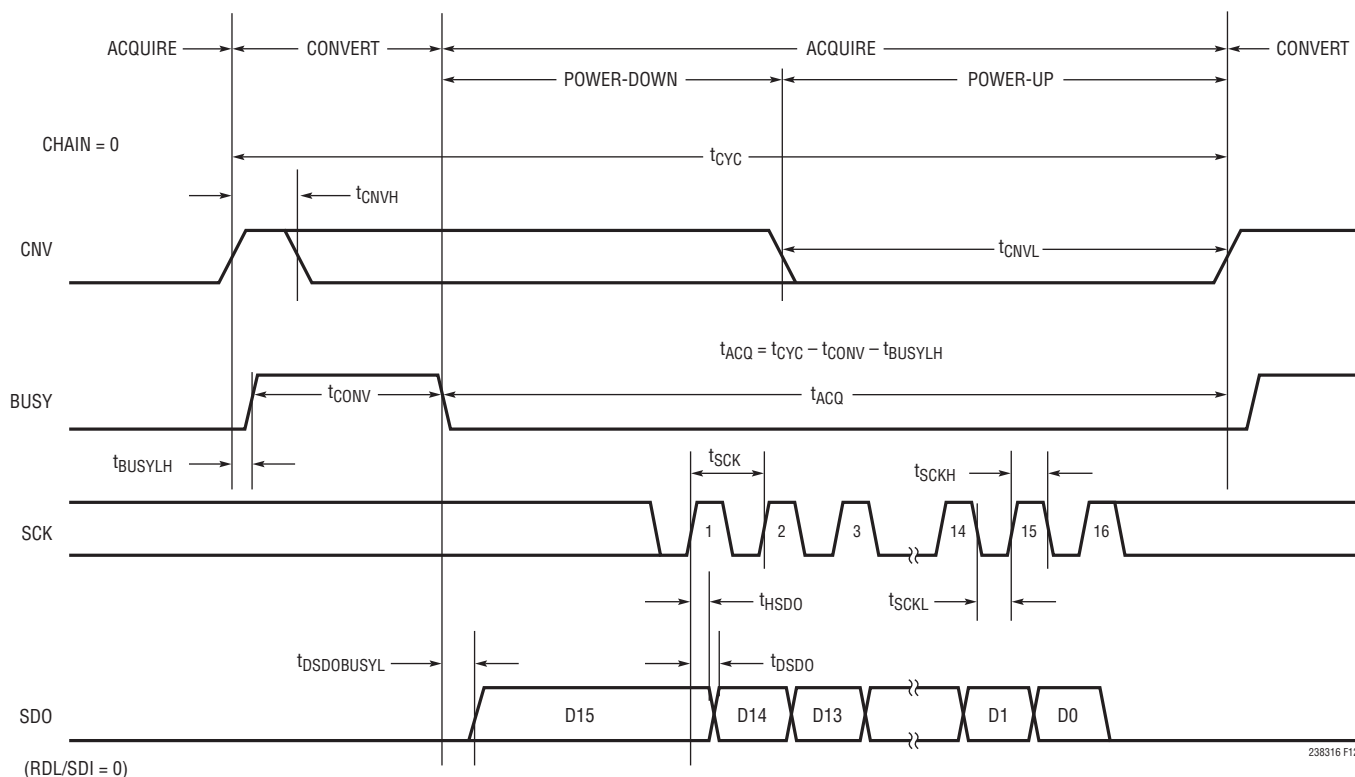 ACQUIRE CONVERT ACQUIRE CONVERT
POWER-DOWN POWER-UP
CHAIN = 0
tCYC
tCNVH
CNV
tCNVL
tACQ = tCYC – tCONV – tBUSYLH
BUSY
tCONV
tACQ
tBUSYLH
tSCK
tSCKH
SCK
1 2 3 14 15 16
tHSDO
tSCKL
tDSDOBUSYL
tDSDO
SDO
D15 D14 D13 D1 D0
238316 F12
(RDL/SDI = 0)